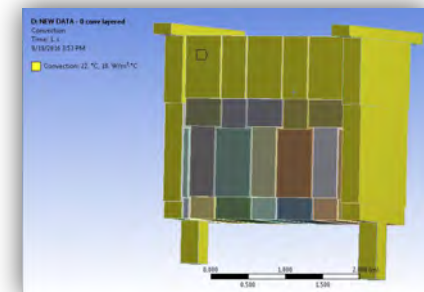 D: NEW DATA - 8 core layered
Convection
Time: 1. s
9/19/2016 3:53 PM
Convection: 22. °C, 10. W/m²·°C
0.000
1.000
2.000 (m)
0.500
1.500